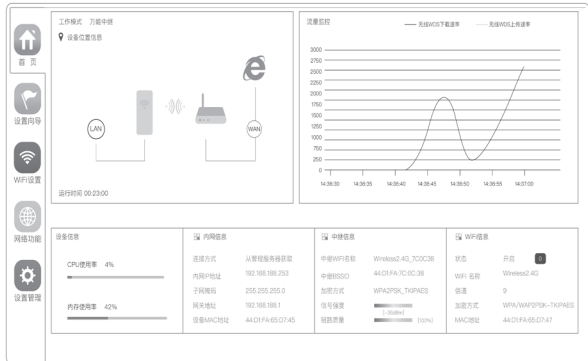 首 页
设置向导
WiFi设置
网络功能
设置管理
工作模式 万能中继
设备位置信息
LAN
WAN
运行时间 00:23:00
流量监控
无线WDS下载速率
无线WDS上传速率
3000
2750
2500
2250
2000
1750
1500
1250
1000
750
250
0
14:36:30
14:36:35
14:36:40
14:36:45
14:36:50
14:36:55
14:37:00
设备信息
CPU使用率 4%
内存使用率 42%
内网信息
连接方式 从管理服务器获取
内网IP地址 192.168.188.253
子网掩码 255.255.255.0
网关地址 192.168.188.1
设备MAC地址 44:D1:FA:65:D7:45
中继信息
中继WiFi名称 Wireless2.4G_7C0C38
中继BSSID 44:D1:FA:7C:0C:38
加密方式 WPA2PSK_TKIPAES
信号强度
链路质量 [100%]
WiFi信息
状态 开启
WiFi 名称 Wireless2.4G
信道 9
加密方式 WPA/WAP2PSK-TKIPAES
MAC地址 44:D1:FA:65:D7:47